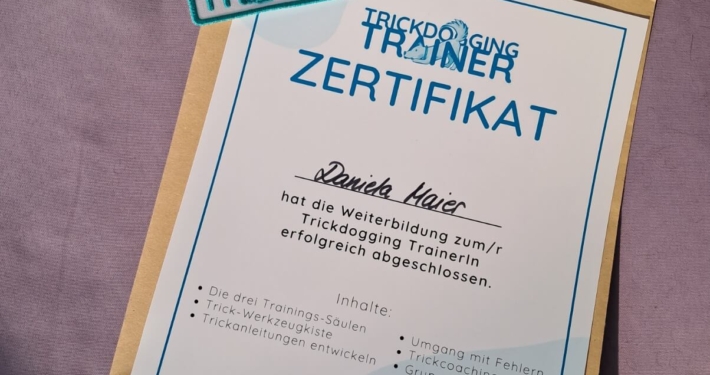 TRICKDOGGING
TRAINER
ZERTIFIKAT
Daniela Maier
hat die Weiterbildung zum/r
Trickdogging TrainerIn
erfolgreich abgeschlossen.
Inhalte:
• Die drei Trainings-Säulen
• Trick-Werkzeugkiste
• Trickanleitungen entwickeln
• Umgang mit Fehlern
• Trickcoaching